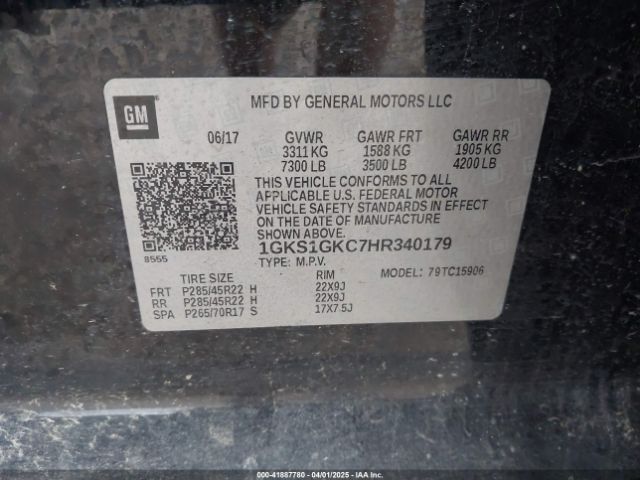 MFD BY GENERAL MOTORS LLC
GM
06/17 GVWR GAWR FRT GAWR RR
3311 KG 1588 KG 1905 KG
7300 LB 3500 LB 4200 LB
THIS VEHICLE CONFORMS TO ALL
APPLICABLE U.S. FEDERAL MOTOR
VEHICLE SAFETY STANDARDS IN EFFECT
ON THE DATE OF MANUFACTURE
SHOWN ABOVE.
1GKS1GKC7HR340179
8555
TYPE: M.P.V. MODEL: 79TC15906
TIRE SIZE RIM
FRT P285/45R22 H 22X9J
RR P285/45R22 H 22X9J
SPA P265/70R17 S 17X7.5J
© (IAA) - 41887780 - 04/01/2025 - IAAI.COM